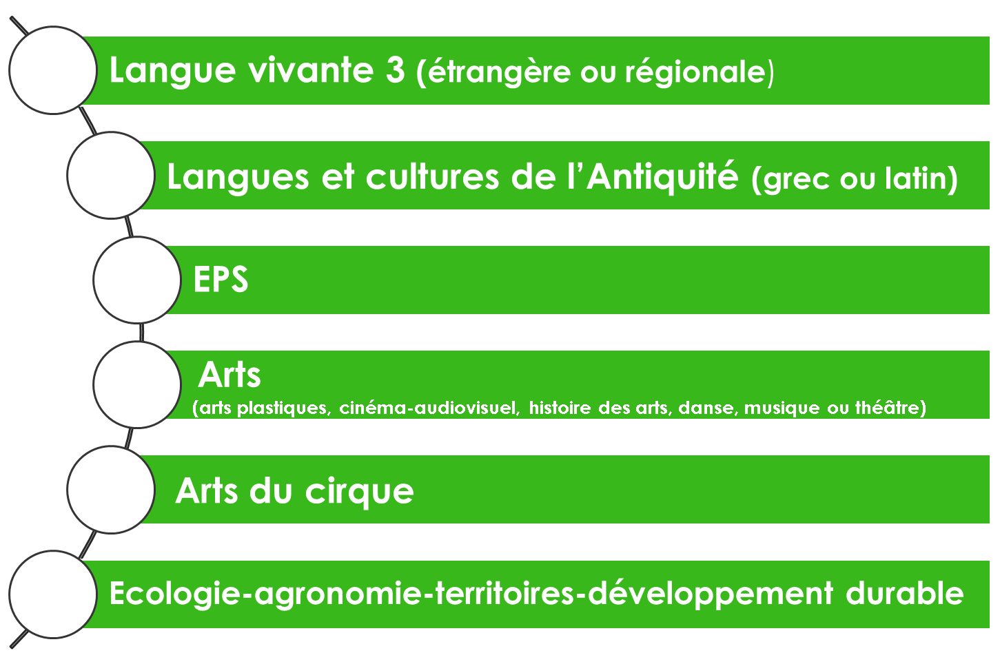 Langue vivante 3 (étrangère ou régionale)
Langues et cultures de l’Antiquité (grec ou latin)
EPS
Arts
(arts plastiques, cinéma-audiovisuel, histoire des arts, danse, musique ou théâtre)
Arts du cirque
Ecologie-agronomie-territoires-développement durable